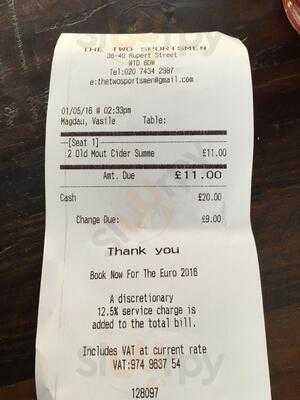 THE TWO SPORTSMEN
36-40 Rupert Street
W1D 6DW
Tel:020 7434 2987
e:thetwosportsmen@gmail.com
01/05/16 @ 02:33pm
Magdau, Vasile Table:
[Seat 1]
2 Old Mout Cider Summe £11.00
Amt. Due £11.00
Cash £20.00
Change Due: £9.00
Thank you
Book Now For The Euro 2016
A discretionary
12.5% service charge is
added to the total bill.
Includes VAT at current rate
VAT:974 9637 54
128097